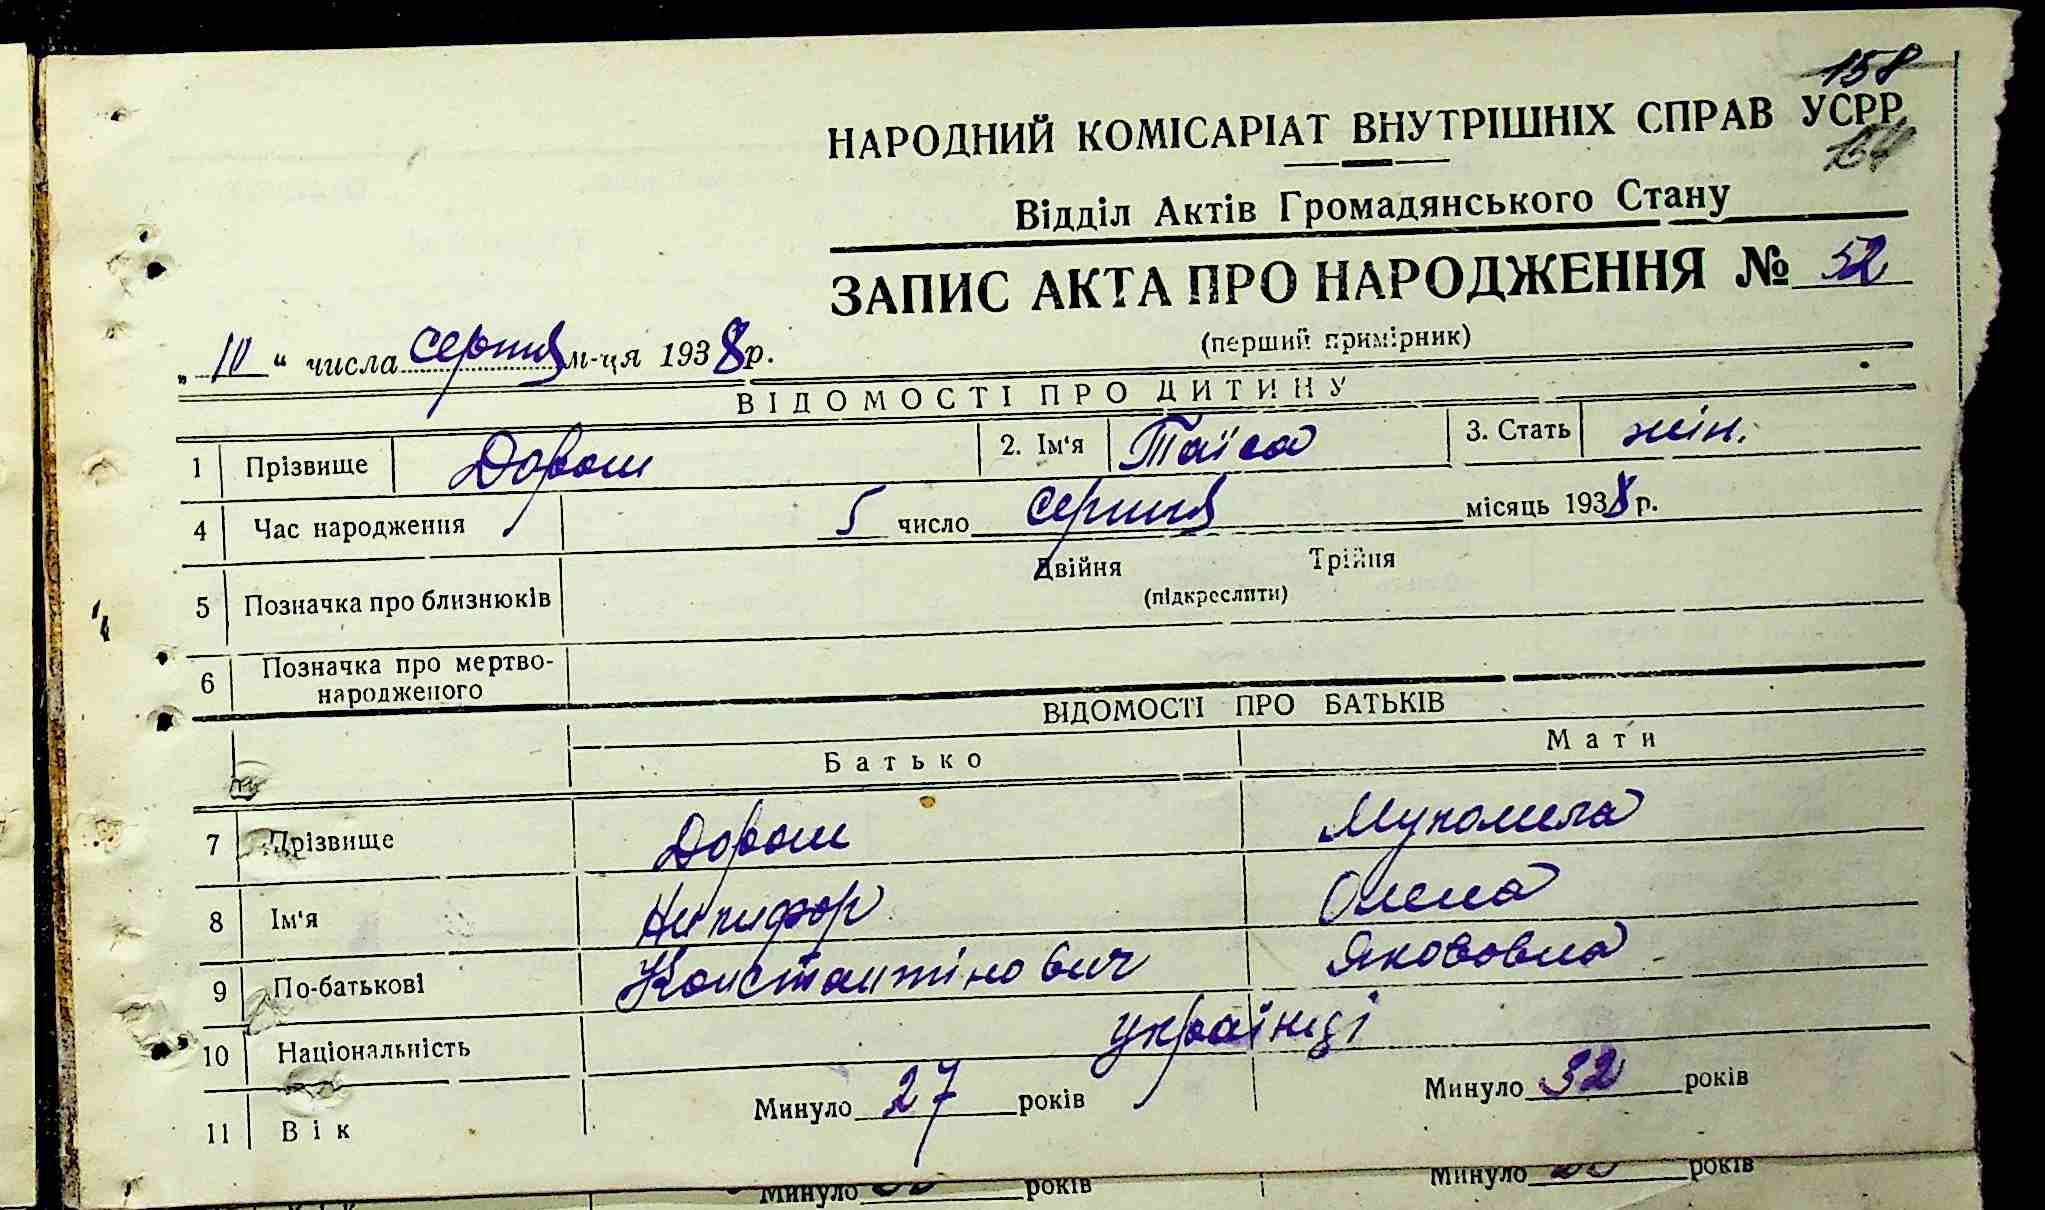 158
НАРОДНИЙ КОМІСАРІАТ ВНУТРІШНІХ СПРАВ УСРР
164
Відділ Актів Громадянського Стану
ЗАПИС АКТА ПРО НАРОДЖЕННЯ № 52
(перший примірник)
„ 10 “ числа серпня м-ця 1938 р.
ВІДОМОСТІ ПРО ДИТИНУ
1 Прізвище Дорош 2. Ім'я Таїса 3. Стать жін.
4 Час народження 5 число серпня місяць 1938 р.
5 Позначка про близнюків Двійня Трійня
(підкреслити)
6 Позначка про мертво-
народженого
ВІДОМОСТІ ПРО БАТЬКІВ
Батько Мати
7 Прізвище Дорош
8 Ім'я Никифор Олена
9 По-батькові Константінович Якововна
10 Національність українці
11 Вік Минуло 27 років Минуло 32 років
Минуло років Минуло років